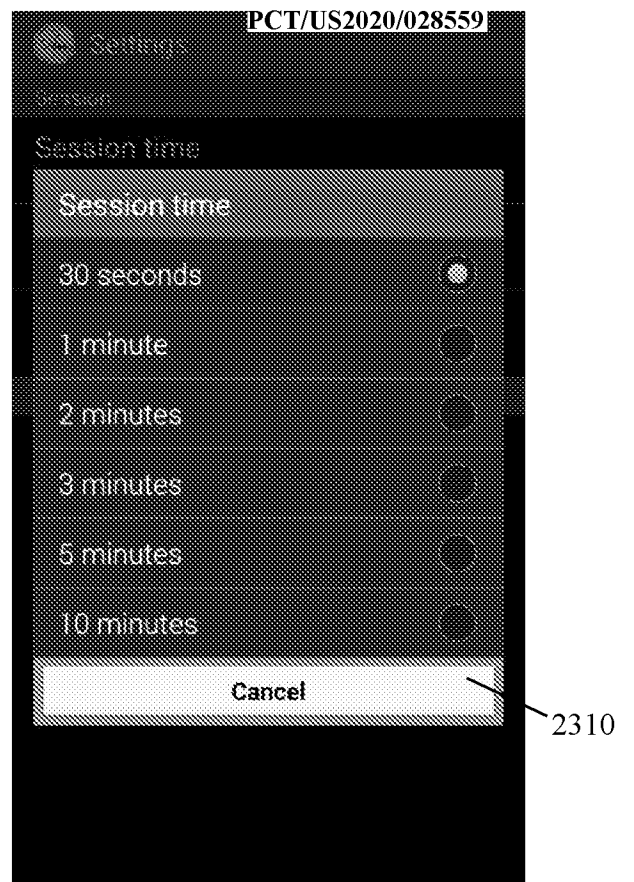 PCT/US2020/028559
Settings
Session
Session time
Session time
30 seconds
1 minute
2 minutes
3 minutes
5 minutes
10 minutes
Cancel
2310